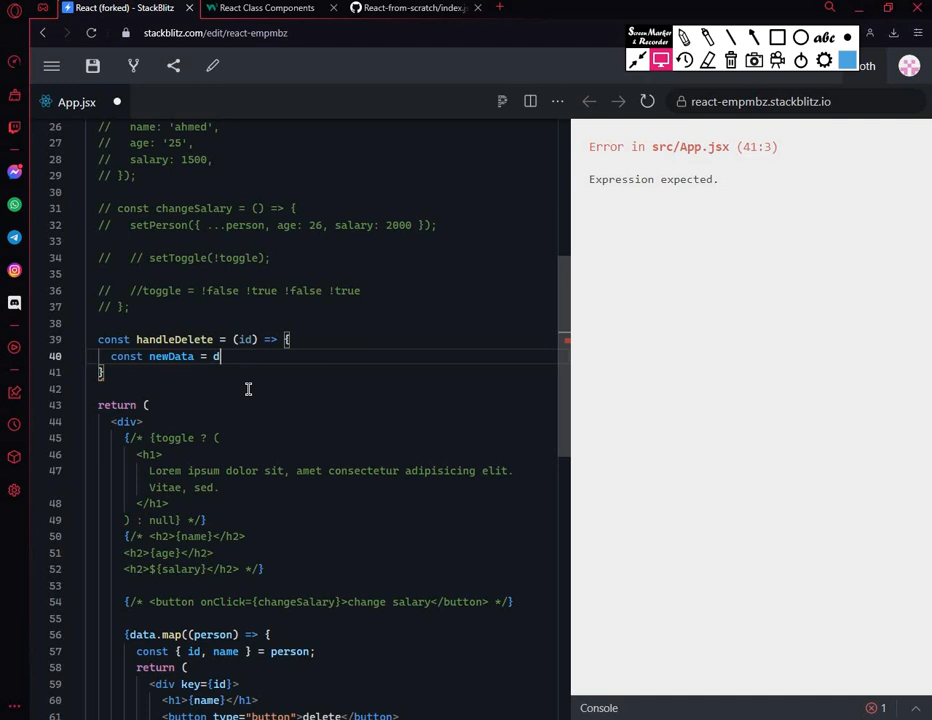 React (forked) - StackBlitz
React Class Components
React-from-scratch/index.js
stackblitz.com/edit/react-empmbz
Screen Marker
& Recorder
abc
oth
App.jsx
react-empmbz.stackblitz.io
26 //   name: 'ahmed',
27 //   age: '25',
28 //   salary: 1500,
29 // });
30
31 // const changeSalary = () => {
32 //   setPerson({ ...person, age: 26, salary: 2000 });
33
34 //   // setToggle(!toggle);
35
36 //   //toggle = !false !true !false !true
37 // };
38
39 const handleDelete = (id) => {
40   const newData = d
41 }
42
43 return (
44   <div>
45     {/* {toggle ? (
46       <h1>
47         Lorem ipsum dolor sit, amet consectetur adipisicing elit.
Vitae, sed.
48       </h1>
49     ) : null} */}
50     {/* <h2>{name}</h2>
51     <h2>{age}</h2>
52     <h2>${salary}</h2> */}
53
54     {/* <button onClick={changeSalary}>change salary</button> */}
55
56     {data.map((person) => {
57       const { id, name } = person;
58       return (
59         <div key={id}>
60           <h1>{name}</h1>
61           <button type="button">delete</button>
Error in src/App.jsx (41:3)
Expression expected.
Console
1